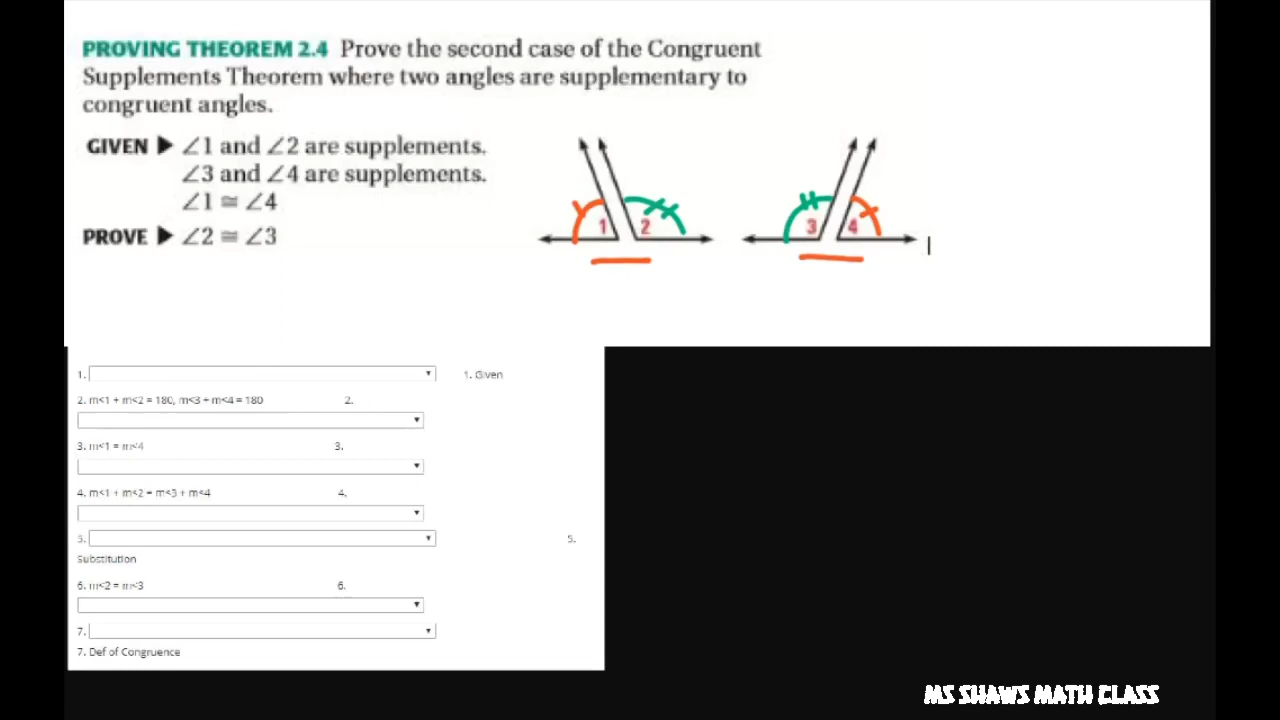 PROVING THEOREM 2.4 Prove the second case of the Congruent
Supplements Theorem where two angles are supplementary to
congruent angles.
GIVEN ▶ ∠1 and ∠2 are supplements.
∠3 and ∠4 are supplements.
∠1 ≅ ∠4
PROVE ▶ ∠2 ≅ ∠3
1 2 3 4
1. 1. Given
2. m<1 + m<2 = 180, m<3 + m<4 = 180 2.
3. m<1 = m<4 3.
4. m<1 + m<2 = m<3 + m<4 4.
5. 5.
Substitution
6. m<2 = m<3 6.
7.
7. Def of Congruence
MS SHAWS MATH CLASS